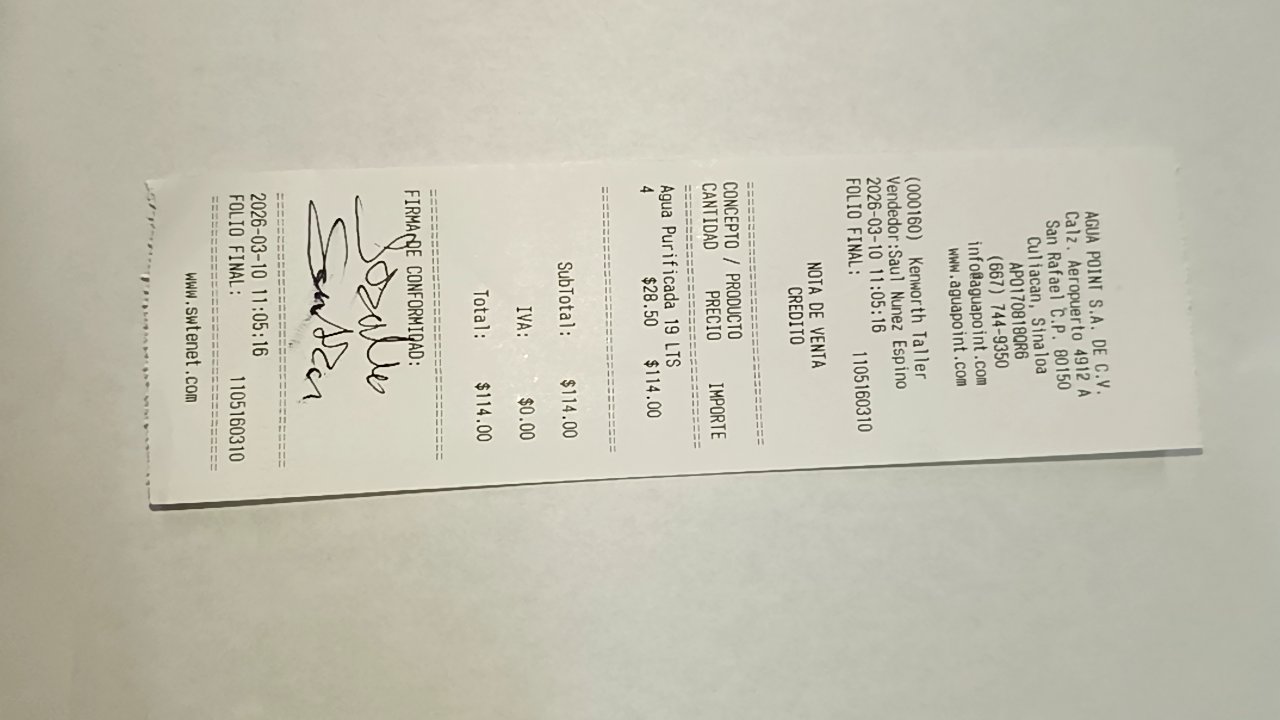 AGUA POINT S.A. DE C.V.
Calz. Aeropuerto 4912 A
San Rafael C.P. 80150
Culiacan, Sinaloa
APO170818QR6
(667) 744-9350
info@aguapoint.com
www.aguapoint.com
(000160) Kenworth Taller
Vendedor:Saul Nunez Espino
2026-03-10 11:05:16
FOLIO FINAL: 1105160310
NOTA DE VENTA
CREDITO
==========================
CONCEPTO / PRODUCTO
CANTIDAD PRECIO IMPORTE
==========================
Agua Purificada 19 LTS
4 $28.50 $114.00
==========================
SubTotal: $114.00
IVA: $0.00
Total: $114.00
==========================
FIRMA DE CONFORMIDAD:
==========================
2026-03-10 11:05:16
FOLIO FINAL: 1105160310
==========================
www.swtenet.com